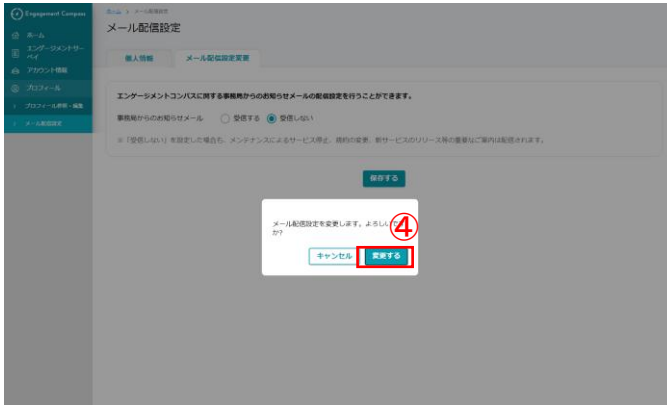 Engagement Compass
ホーム
エンゲージメントサー
ベイ
アカウント情報
プロフィール
プロフィール参照・編集
メール配信設定
ホーム > メール配信設定
メール配信設定
個人情報
メール配信設定変更
エンゲージメントコンパスに関する事務局からのお知らせメールの配信設定を行うことができます。
事務局からのお知らせメール 受信する 受信しない
※「受信しない」を設定した場合も、メンテナンスによるサービス停止、規約の変更、新サービスのリリース等の重要なご案内は配信されます。
保存する
メール配信設定を変更します。よろしいです
か?
④
キャンセル 変更する